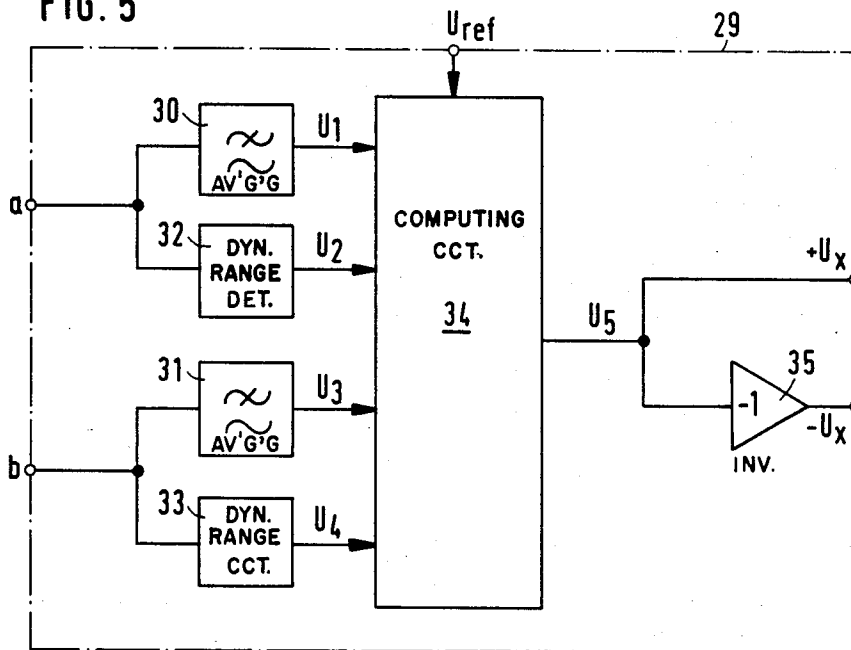 FIG. 5
Uref
29
30
AV'G'G
U1
a
32
DYN.
RANGE
DET.
U2
COMPUTING
CCT.
34
+Ux
U5
31
AV'G'G
U3
35
-1
-Ux
INV.
b
33
DYN.
RANGE
CCT.
U4